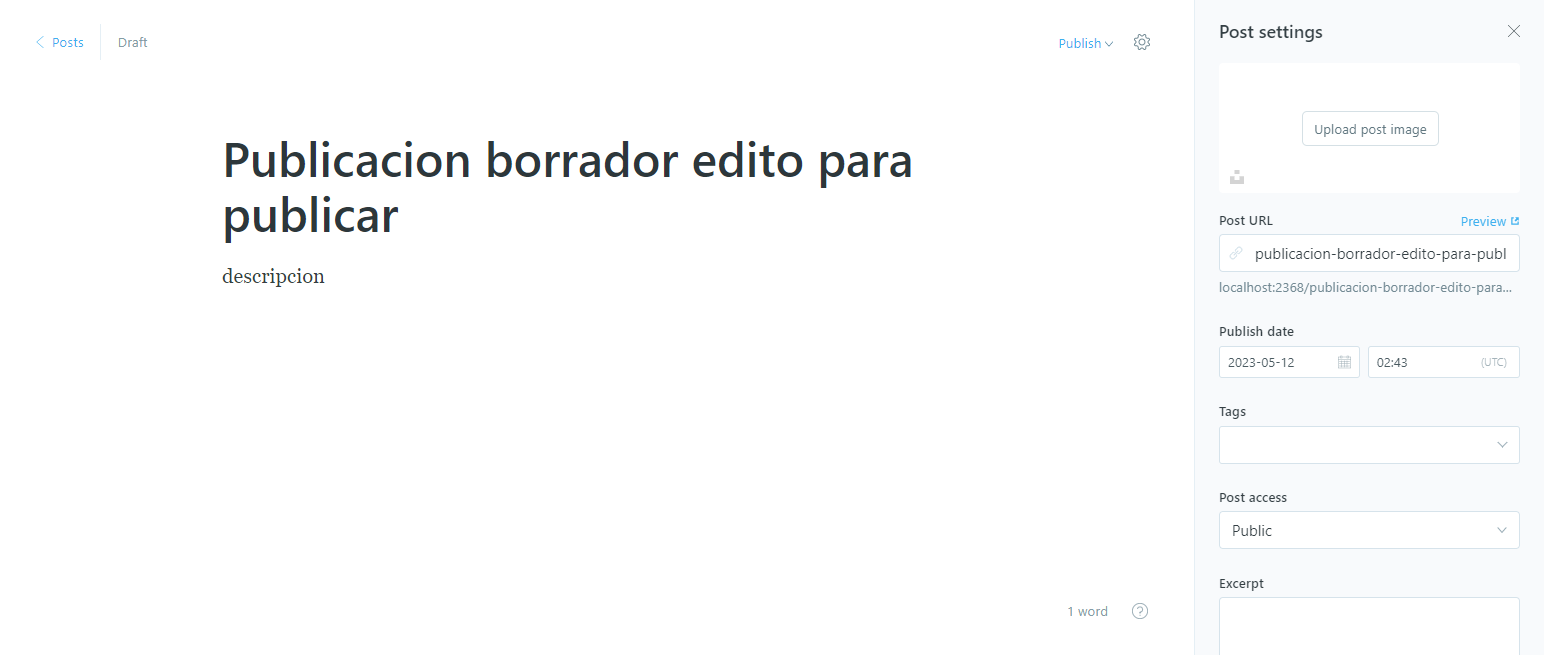 Posts
Draft
Publish
Publicacion borrador edito para
publicar
descripcion
1 word
Post settings
Upload post image
Post URL
Preview
publicacion-borrador-edito-para-publ
localhost:2368/publicacion-borrador-edito-para...
Publish date
2023-05-12
02:43 (UTC)
Tags
Post access
Public
Excerpt